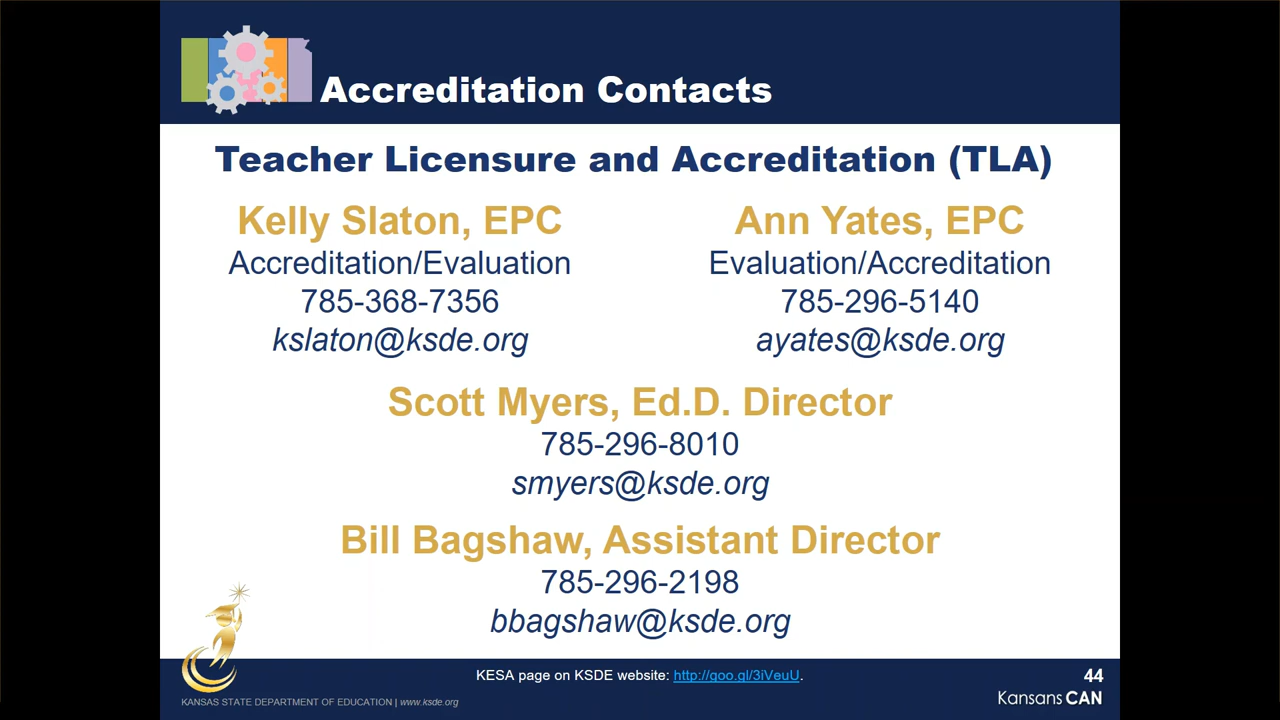 Accreditation Contacts
Teacher Licensure and Accreditation (TLA)
Kelly Slaton, EPC
Accreditation/Evaluation
785-368-7356
kslaton@ksde.org
Ann Yates, EPC
Evaluation/Accreditation
785-296-5140
ayates@ksde.org
Scott Myers, Ed.D. Director
785-296-8010
smyers@ksde.org
Bill Bagshaw, Assistant Director
785-296-2198
bbagshaw@ksde.org
KESA page on KSDE website: http://goo.gl/3iVeuU.
44
KANSAS STATE DEPARTMENT OF EDUCATION | www.ksde.org
KansansCAN